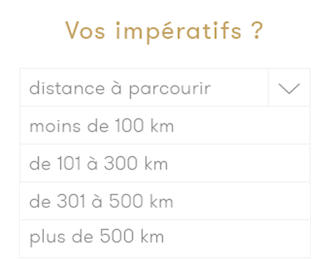 Vos impératifs ?
distance à parcourir
moins de 100 km
de 101 à 300 km
de 301 à 500 km
plus de 500 km